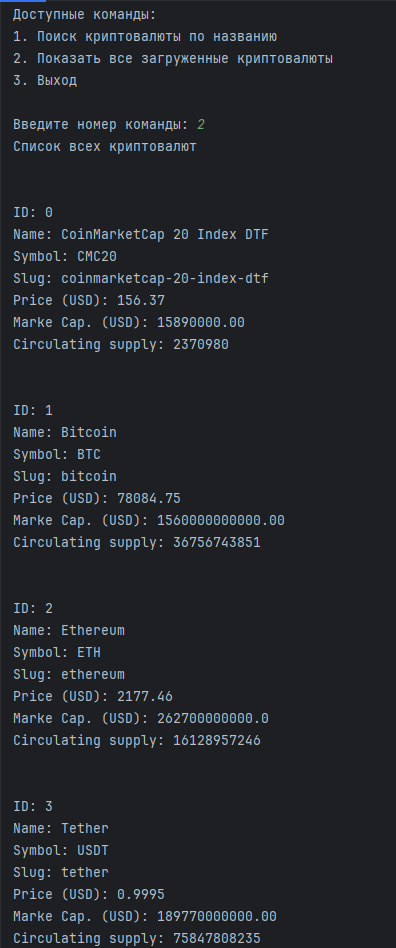 Доступные команды:
1. Поиск криптовалюты по названию
2. Показать все загруженные криптовалюты
3. Выход
Введите номер команды: 2
Список всех криптовалют
ID: 0
Name: CoinMarketCap 20 Index DTF
Symbol: CMC20
Slug: coinmarketcap-20-index-dtf
Price (USD): 156.37
Marke Cap. (USD): 15890000.00
Circulating supply: 2370980
ID: 1
Name: Bitcoin
Symbol: BTC
Slug: bitcoin
Price (USD): 78084.75
Marke Cap. (USD): 1560000000000.00
Circulating supply: 36756743851
ID: 2
Name: Ethereum
Symbol: ETH
Slug: ethereum
Price (USD): 2177.46
Marke Cap. (USD): 262700000000.0
Circulating supply: 16128957246
ID: 3
Name: Tether
Symbol: USDT
Slug: tether
Price (USD): 0.9995
Marke Cap. (USD): 189770000000.00
Circulating supply: 75847808235